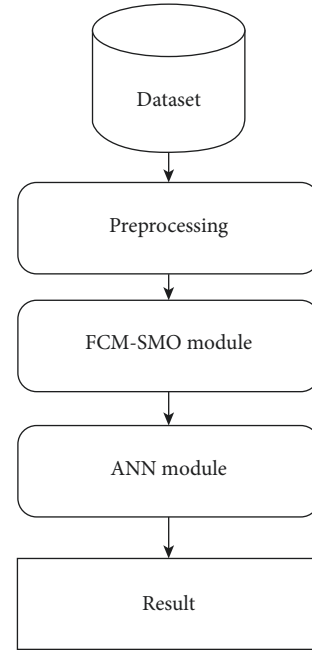 Dataset
Preprocessing
FCM-SMO module
ANN module
Result